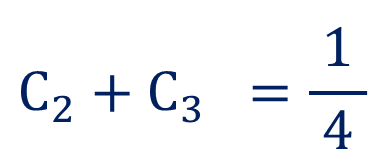 C₂ + C₃ = 1/4